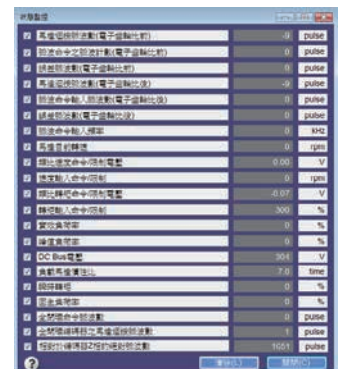 狀態監控
馬達迴授脈波數(電子齒輪比前) -9 pulse
脈波命令之脈波計數(電子齒輪比前) 0 pulse
誤差脈波數(電子齒輪比前) 0 pulse
馬達迴授脈波數(電子齒輪比後) -9 pulse
脈波命令輸入脈波數(電子齒輪比後) 0 pulse
誤差脈波數(電子齒輪比後) 0 pulse
脈波命令輸入頻率 0 KHz
馬達目前轉速 0 rpm
類比速度命令/限制電壓 0.00 V
速度輸入命令/限制 0 rpm
類比轉矩命令/限制電壓 -0.07 V
轉矩輸入命令/限制 300 %
實效負荷率 0 %
峰值負荷率 0 %
DC Bus電壓 304 V
負載馬達慣性比 7.0 time
瞬時轉矩 0 %
回生負荷率 0 %
全閉環命令脈波數 0 pulse
全閉環編碼器之馬達迴授脈波數 1 pulse
相對於編碼器Z相的絕對脈波數 1651 pulse
清除(L) 關閉(C)